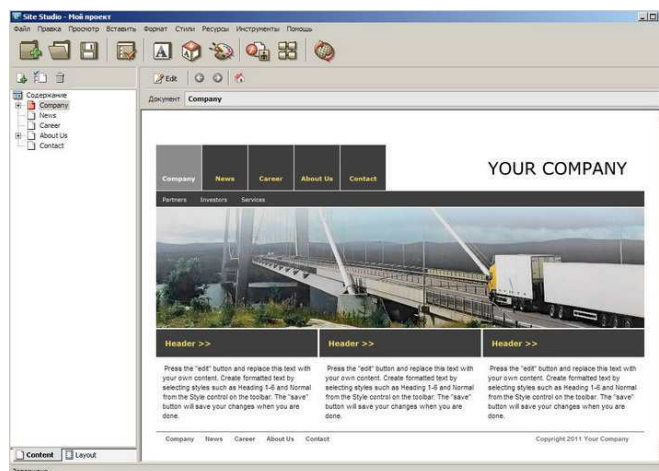 Site Studio - Мой проект
Файл Правка Просмотр Вставить Формат Стили Ресурсы Инструменты Помощь
Edit
Содержание
Company
News
Career
About Us
Contact
Документ Company
YOUR COMPANY
Company News Career About Us Contact
Partners Investors Services
Header >> Header >> Header >>
Press the "edit" button and replace this text with
your own content. Create formatted text by
selecting styles such as Heading 1-6 and Normal
from the Style control on the toolbar. The "save"
button will save your changes when you are
done.
Press the "edit" button and replace this text with
your own content. Create formatted text by
selecting styles such as Heading 1-6 and Normal
from the Style control on the toolbar. The "save"
button will save your changes when you are
done.
Press the "edit" button and replace this text with
your own content. Create formatted text by
selecting styles such as Heading 1-6 and Normal
from the Style control on the toolbar. The "save"
button will save your changes when you are
done.
Company News Career About Us Contact Copyright 2011 Your Company
Content Layout